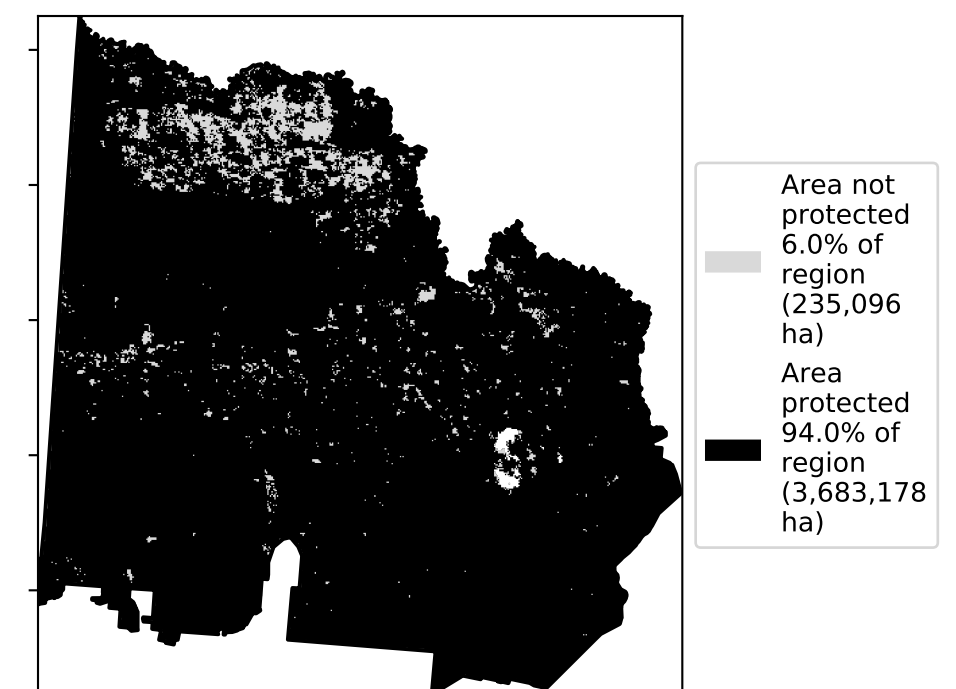 Area not
protected
6.0% of
region
(235,096
ha)
Area
protected
94.0% of
region
(3,683,178
ha)